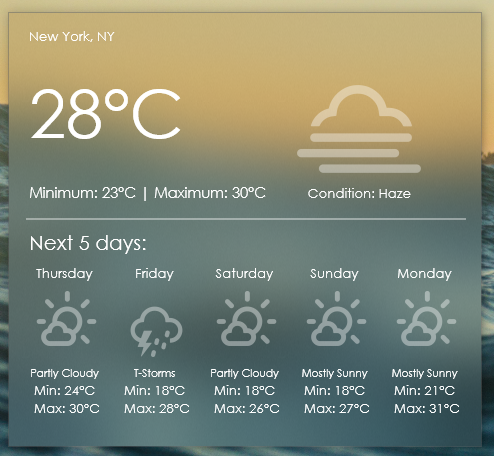 New York, NY
28°C
Minimum: 23°C | Maximum: 30°C
Condition: Haze
Next 5 days:
Thursday Friday Saturday Sunday Monday
Partly Cloudy T-Storms Partly Cloudy Mostly Sunny Mostly Sunny
Min: 24°C Min: 18°C Min: 18°C Min: 18°C Min: 21°C
Max: 30°C Max: 28°C Max: 26°C Max: 27°C Max: 31°C